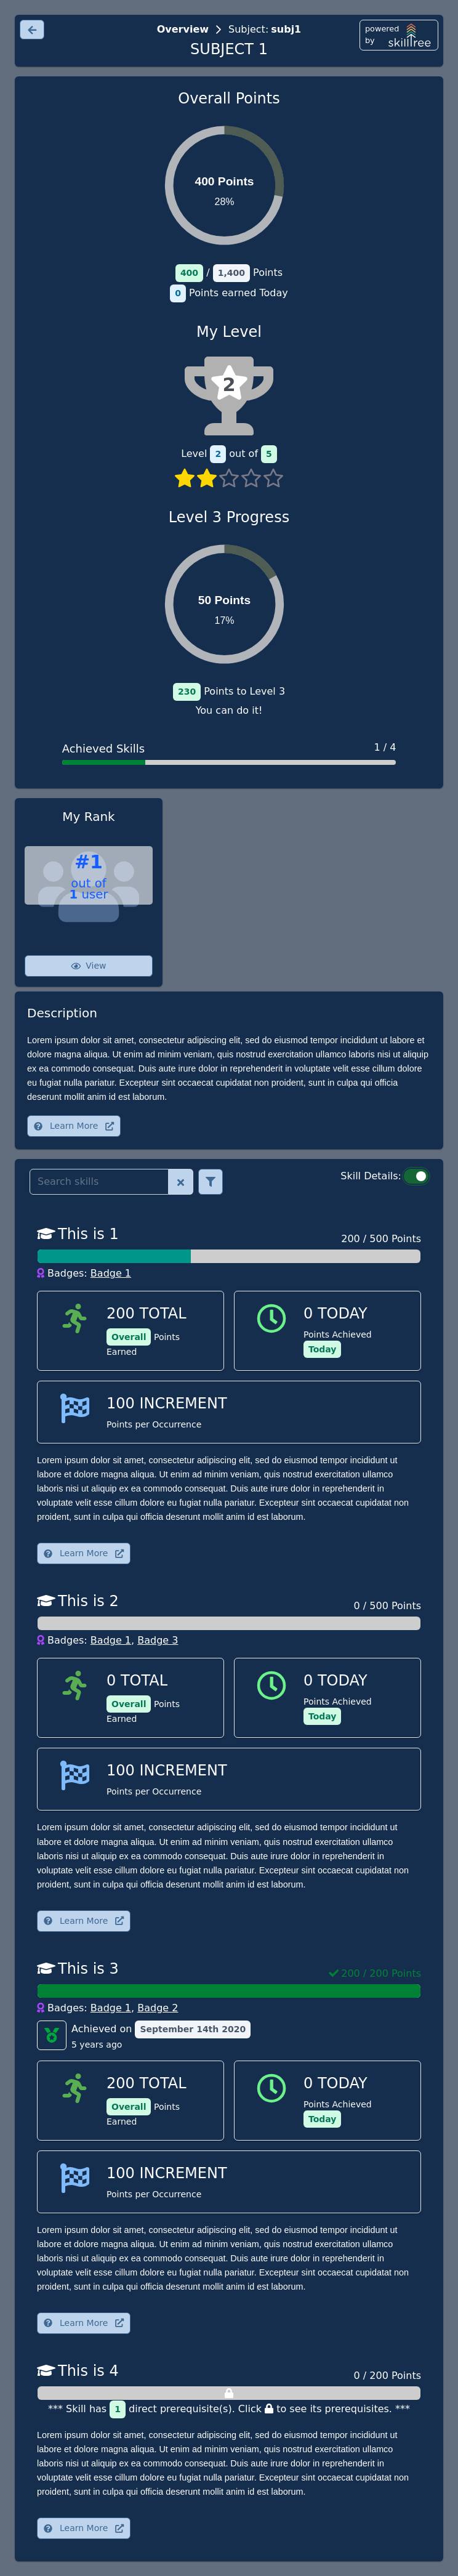 Overview > Subject: subj1
SUBJECT 1
powered
by skilltree
Overall Points
400 Points
28%
400 / 1,400 Points
0 Points earned Today
My Level
2
Level 2 out of 5
Level 3 Progress
50 Points
17%
230 Points to Level 3
You can do it!
Achieved Skills 1 / 4
My Rank
#1
out of
1 user
View
Description
Lorem ipsum dolor sit amet, consectetur adipiscing elit, sed do eiusmod tempor incididunt ut labore et
dolore magna aliqua. Ut enim ad minim veniam, quis nostrud exercitation ullamco laboris nisi ut aliquip
ex ea commodo consequat. Duis aute irure dolor in reprehenderit in voluptate velit esse cillum dolore
eu fugiat nulla pariatur. Excepteur sint occaecat cupidatat non proident, sunt in culpa qui officia
deserunt mollit anim id est laborum.
Learn More
Search skills
Skill Details:
This is 1 200 / 500 Points
Badges: Badge 1
200 TOTAL
Overall Points
Earned
0 TODAY
Points Achieved
Today
100 INCREMENT
Points per Occurrence
Lorem ipsum dolor sit amet, consectetur adipiscing elit, sed do eiusmod tempor incididunt ut
labore et dolore magna aliqua. Ut enim ad minim veniam, quis nostrud exercitation ullamco
laboris nisi ut aliquip ex ea commodo consequat. Duis aute irure dolor in reprehenderit in
voluptate velit esse cillum dolore eu fugiat nulla pariatur. Excepteur sint occaecat cupidatat non
proident, sunt in culpa qui officia deserunt mollit anim id est laborum.
Learn More
This is 2 0 / 500 Points
Badges: Badge 1, Badge 3
0 TOTAL
Overall Points
Earned
0 TODAY
Points Achieved
Today
100 INCREMENT
Points per Occurrence
Lorem ipsum dolor sit amet, consectetur adipiscing elit, sed do eiusmod tempor incididunt ut
labore et dolore magna aliqua. Ut enim ad minim veniam, quis nostrud exercitation ullamco
laboris nisi ut aliquip ex ea commodo consequat. Duis aute irure dolor in reprehenderit in
voluptate velit esse cillum dolore eu fugiat nulla pariatur. Excepteur sint occaecat cupidatat non
proident, sunt in culpa qui officia deserunt mollit anim id est laborum.
Learn More
This is 3 200 / 200 Points
Badges: Badge 1, Badge 2
Achieved on September 14th 2020
5 years ago
200 TOTAL
Overall Points
Earned
0 TODAY
Points Achieved
Today
100 INCREMENT
Points per Occurrence
Lorem ipsum dolor sit amet, consectetur adipiscing elit, sed do eiusmod tempor incididunt ut
labore et dolore magna aliqua. Ut enim ad minim veniam, quis nostrud exercitation ullamco
laboris nisi ut aliquip ex ea commodo consequat. Duis aute irure dolor in reprehenderit in
voluptate velit esse cillum dolore eu fugiat nulla pariatur. Excepteur sint occaecat cupidatat non
proident, sunt in culpa qui officia deserunt mollit anim id est laborum.
Learn More
This is 4 0 / 200 Points
*** Skill has 1 direct prerequisite(s). Click to see its prerequisites. ***
Lorem ipsum dolor sit amet, consectetur adipiscing elit, sed do eiusmod tempor incididunt ut
labore et dolore magna aliqua. Ut enim ad minim veniam, quis nostrud exercitation ullamco
laboris nisi ut aliquip ex ea commodo consequat. Duis aute irure dolor in reprehenderit in
voluptate velit esse cillum dolore eu fugiat nulla pariatur. Excepteur sint occaecat cupidatat non
proident, sunt in culpa qui officia deserunt mollit anim id est laborum.
Learn More